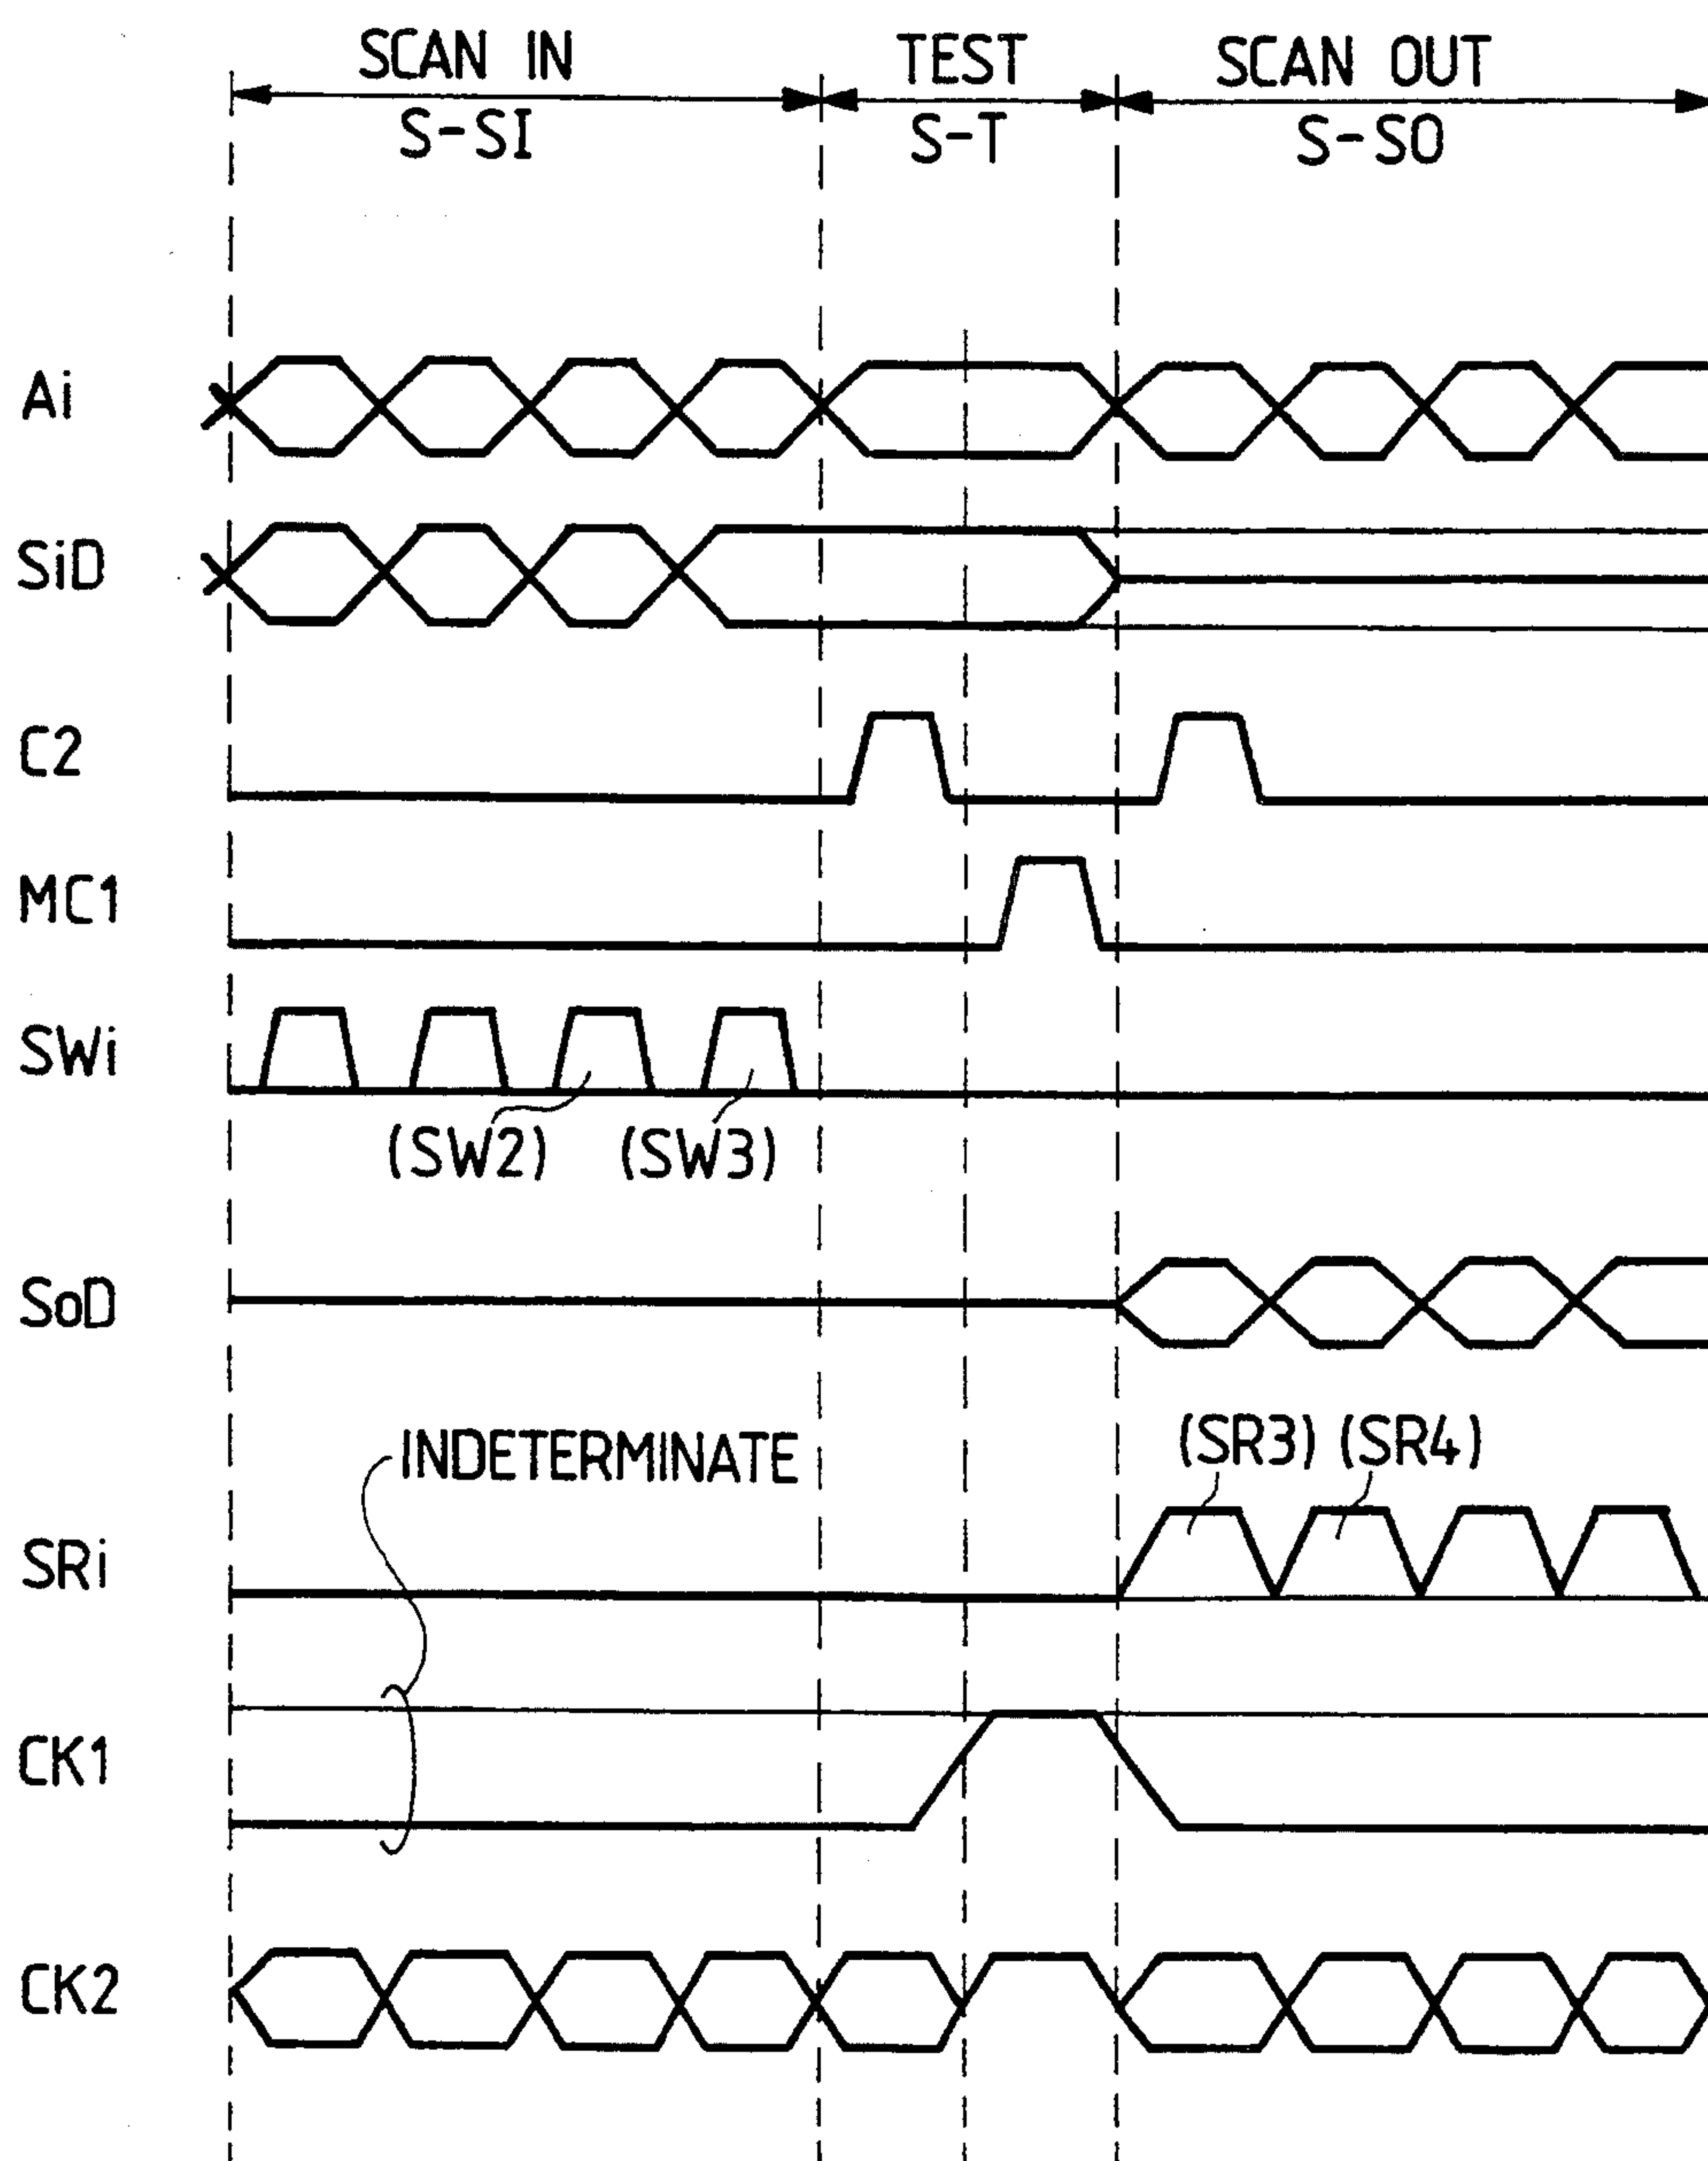 SCAN IN TEST SCAN OUT
S-SI S-T S-SO
Ai
SiD
C2
MC1
SWi
(SW2) (SW3)
SoD
INDETERMINATE
(SR3) (SR4)
SRi
CK1
CK2